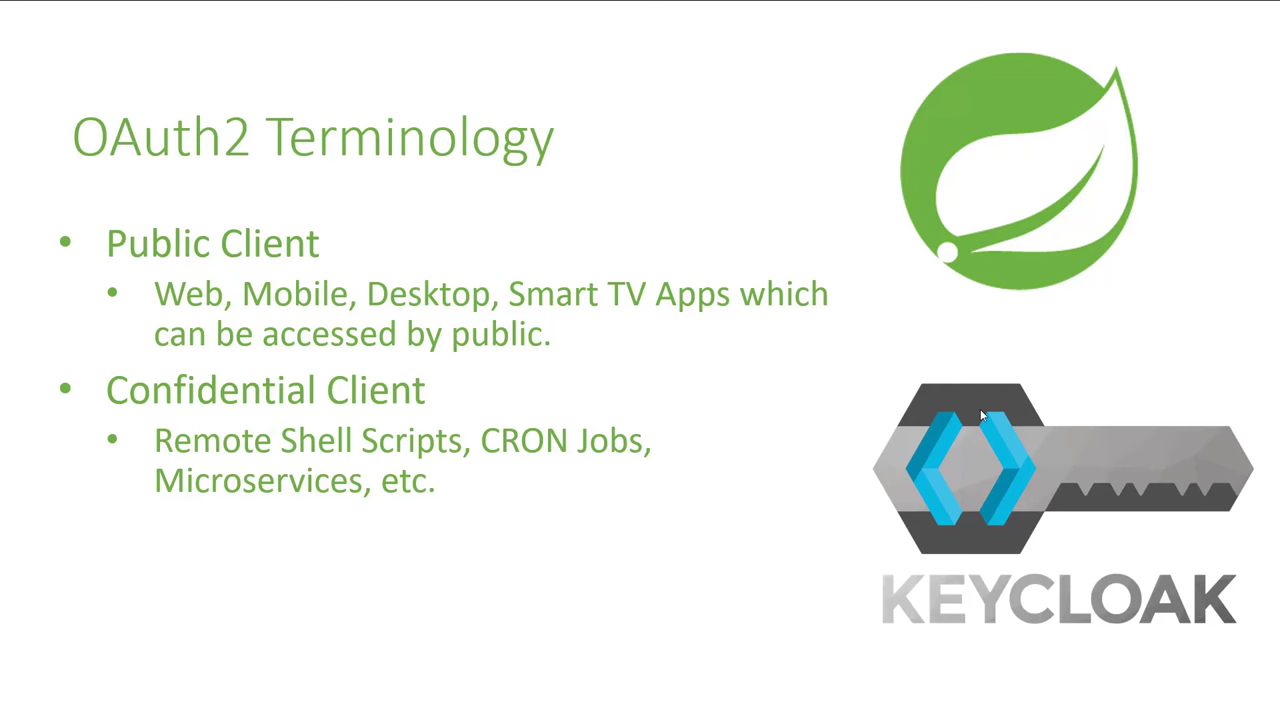 OAuth2 Terminology
• Public Client
• Web, Mobile, Desktop, Smart TV Apps which
can be accessed by public.
• Confidential Client
• Remote Shell Scripts, CRON Jobs,
Microservices, etc.
KEYCLOAK